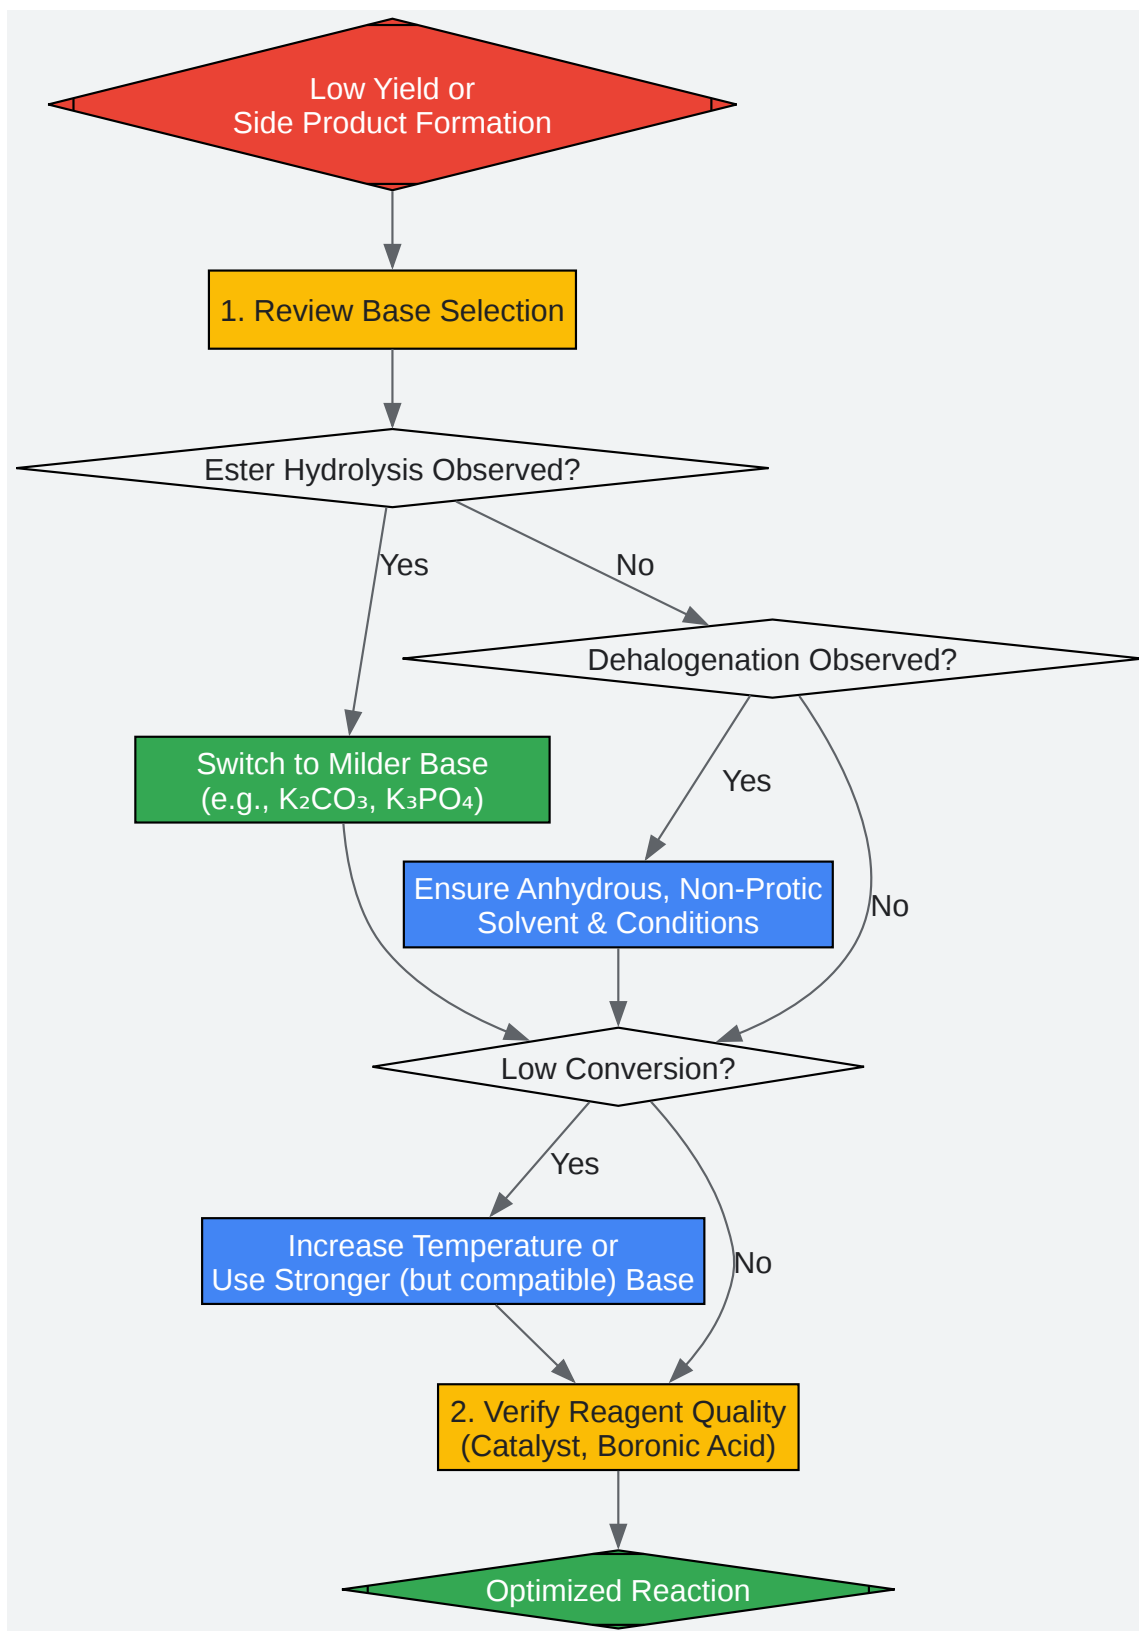 Low Yield or
Side Product Formation
1. Review Base Selection
Ester Hydrolysis Observed?
Yes
No
Dehalogenation Observed?
Switch to Milder Base
(e.g., K₂CO₃, K₃PO₄)
Yes
Ensure Anhydrous, Non-Protic
Solvent & Conditions
No
Low Conversion?
Yes
Increase Temperature or
Use Stronger (but compatible) Base
No
2. Verify Reagent Quality
(Catalyst, Boronic Acid)
Optimized Reaction